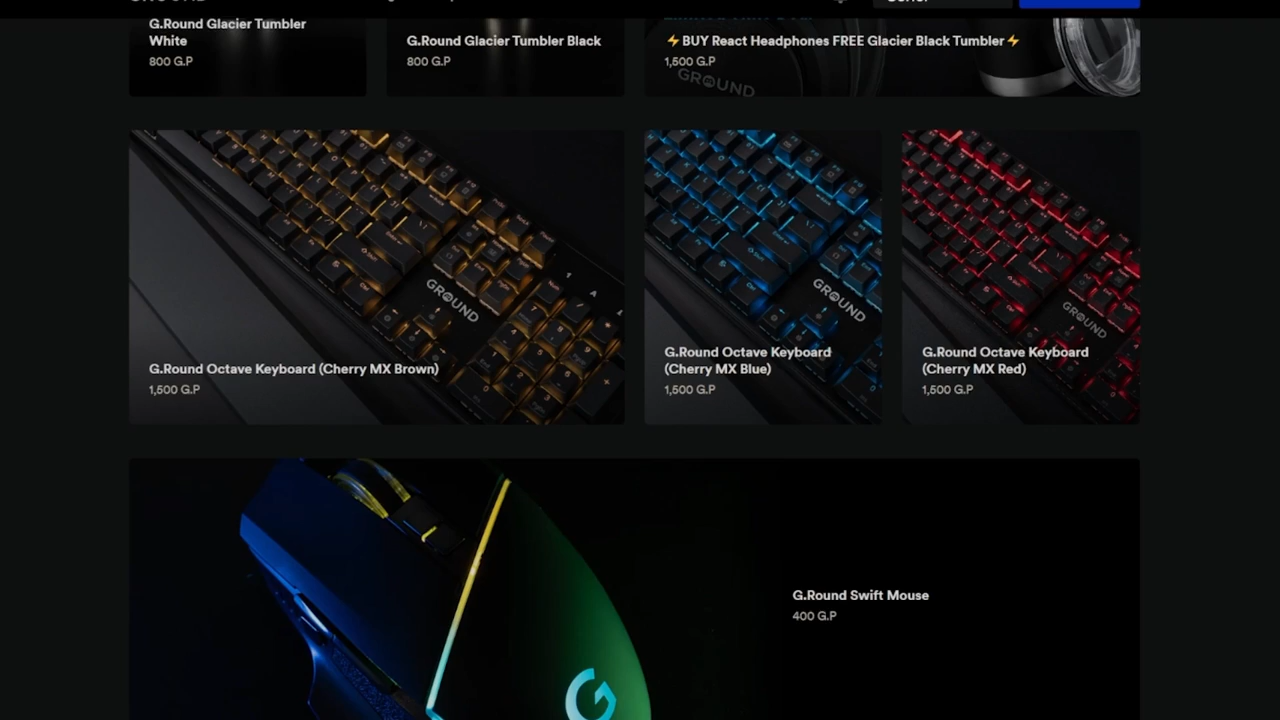 G.Round Glacier Tumbler
White
800 G.P
G.Round Glacier Tumbler Black
800 G.P
⚡BUY React Headphones FREE Glacier Black Tumbler⚡
1,500 G.P
GROUND
GROUND
G.Round Octave Keyboard (Cherry MX Brown)
1,500 G.P
GROUND
G.Round Octave Keyboard
(Cherry MX Blue)
1,500 G.P
GROUND
G.Round Octave Keyboard
(Cherry MX Red)
1,500 G.P
G.Round Swift Mouse
400 G.P
G